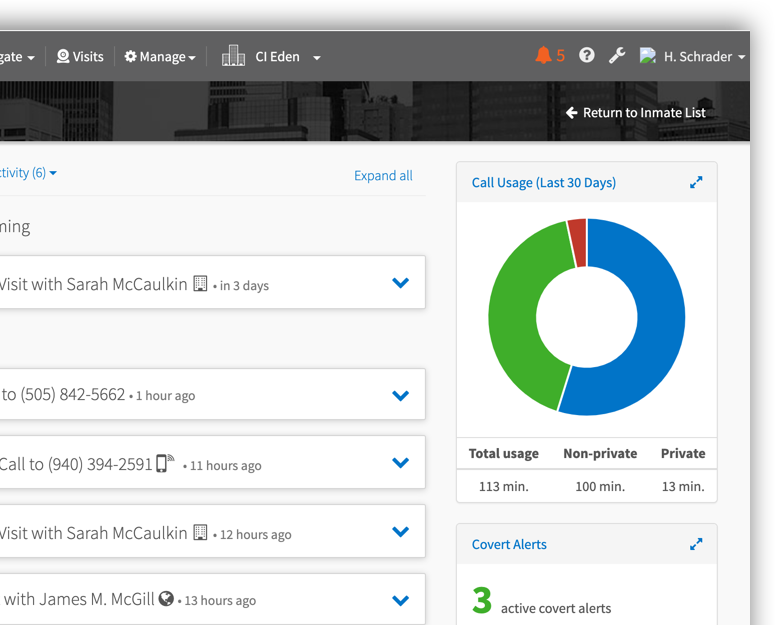 gate Visits Manage CI Eden 5 H. Schrader
Return to Inmate List
ctivity (6) Expand all
ming
Visit with Sarah McCaulkin • in 3 days
to (505) 842-5662 • 1 hour ago
Call to (940) 394-2591 • 11 hours ago
Visit with Sarah McCaulkin • 12 hours ago
with James M. McGill • 13 hours ago
Call Usage (Last 30 Days)
Total usage Non-private Private
113 min. 100 min. 13 min.
Covert Alerts
3 active covert alerts